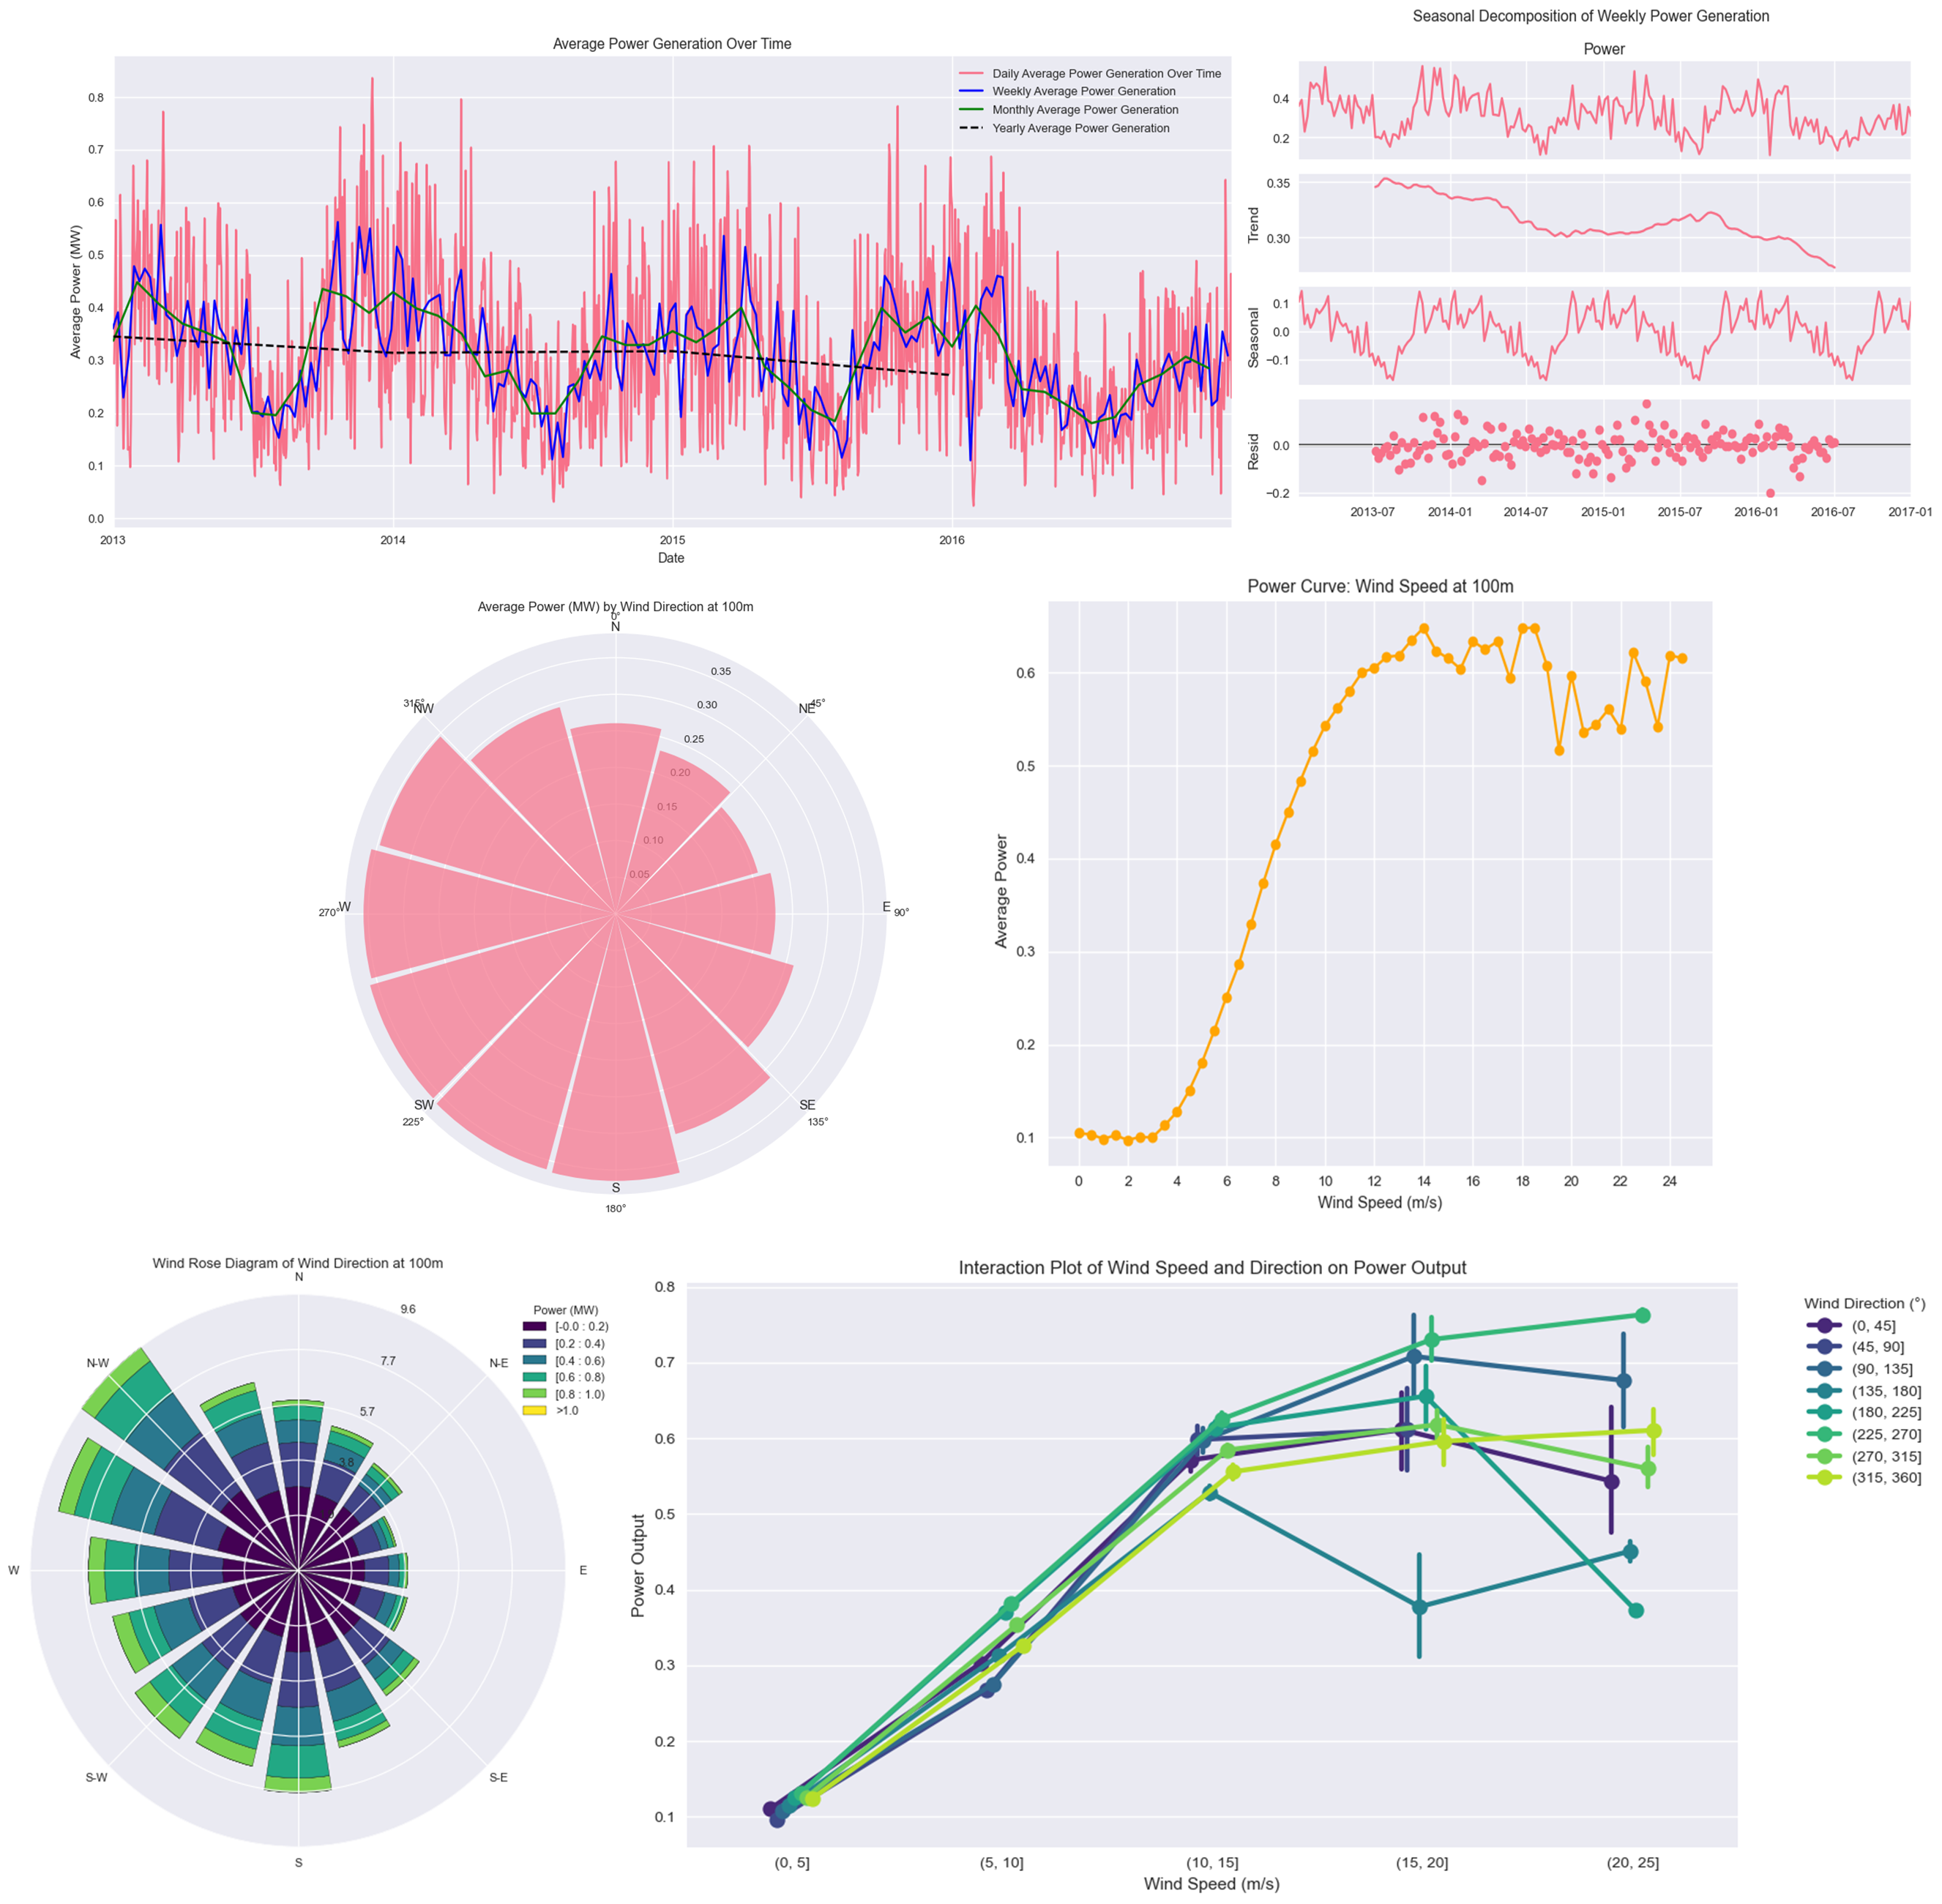 Average Power Generation Over Time
Average Power (MW)
0.8
0.7
0.6
0.5
0.4
0.3
0.2
0.1
0.0
Daily Average Power Generation Over Time
Weekly Average Power Generation
Monthly Average Power Generation
Yearly Average Power Generation
2013 2014 2015 2016
Date
Seasonal Decomposition of Weekly Power Generation
Power
0.4
0.2
Trend
0.35
0.30
Seasonal
0.1
0.0
−0.1
Resid
0.0
−0.2
2013-07 2014-01 2014-07 2015-01 2015-07 2016-01 2016-07 2017-01
Average Power (MW) by Wind Direction at 100m
0°
N
45°
NE
E 90°
SE
135°
S
180°
SW
225°
270° W
315°
NW
0.35
0.30
0.25
0.20
0.15
0.10
0.05
Power Curve: Wind Speed at 100m
Average Power
0.6
0.5
0.4
0.3
0.2
0.1
0 2 4 6 8 10 12 14 16 18 20 22 24
Wind Speed (m/s)
Wind Rose Diagram of Wind Direction at 100m
N
N-E
E
S-E
S
S-W
W
N-W
9.6
7.7
5.7
3.8
Power (MW)
[-0.0 : 0.2)
[0.2 : 0.4)
[0.4 : 0.6)
[0.6 : 0.8)
[0.8 : 1.0)
>1.0
Interaction Plot of Wind Speed and Direction on Power Output
Power Output
0.8
0.7
0.6
0.5
0.4
0.3
0.2
0.1
(0, 5] (5, 10] (10, 15] (15, 20] (20, 25]
Wind Speed (m/s)
Wind Direction (°)
(0, 45]
(45, 90]
(90, 135]
(135, 180]
(180, 225]
(225, 270]
(270, 315]
(315, 360]